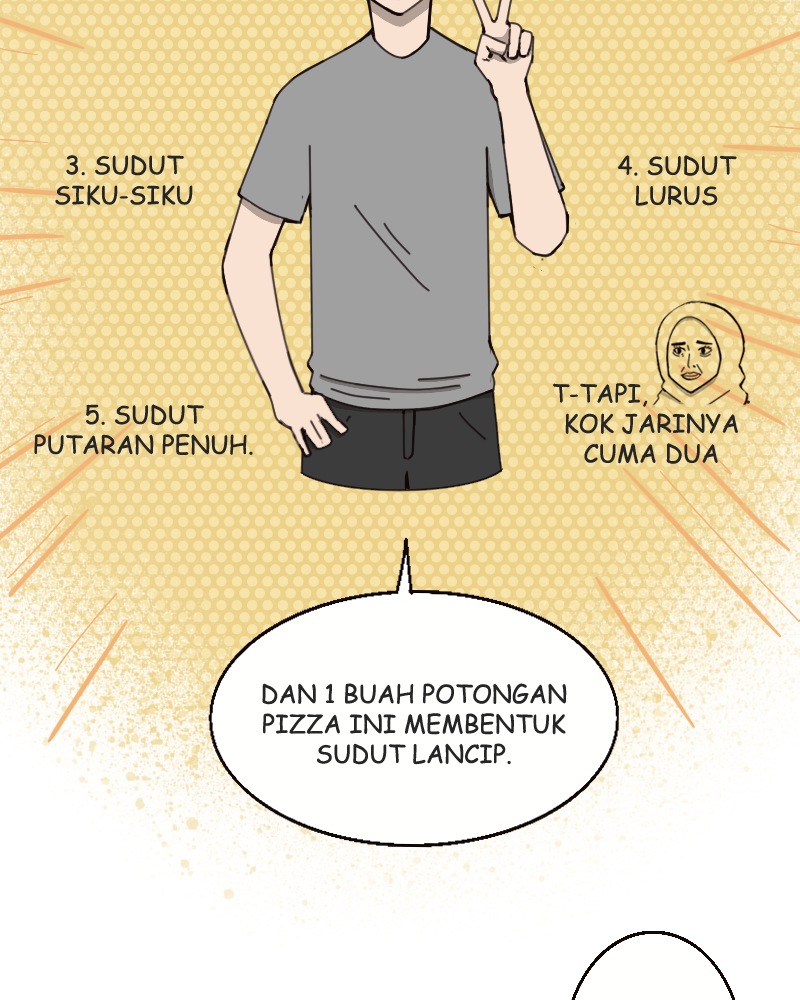 3. SUDUT
SIKU-SIKU
4. SUDUT
LURUS
5. SUDUT
PUTARAN PENUH.
T-TAPI,
KOK JARINYA
CUMA DUA
DAN 1 BUAH POTONGAN
PIZZA INI MEMBENTUK
SUDUT LANCIP.